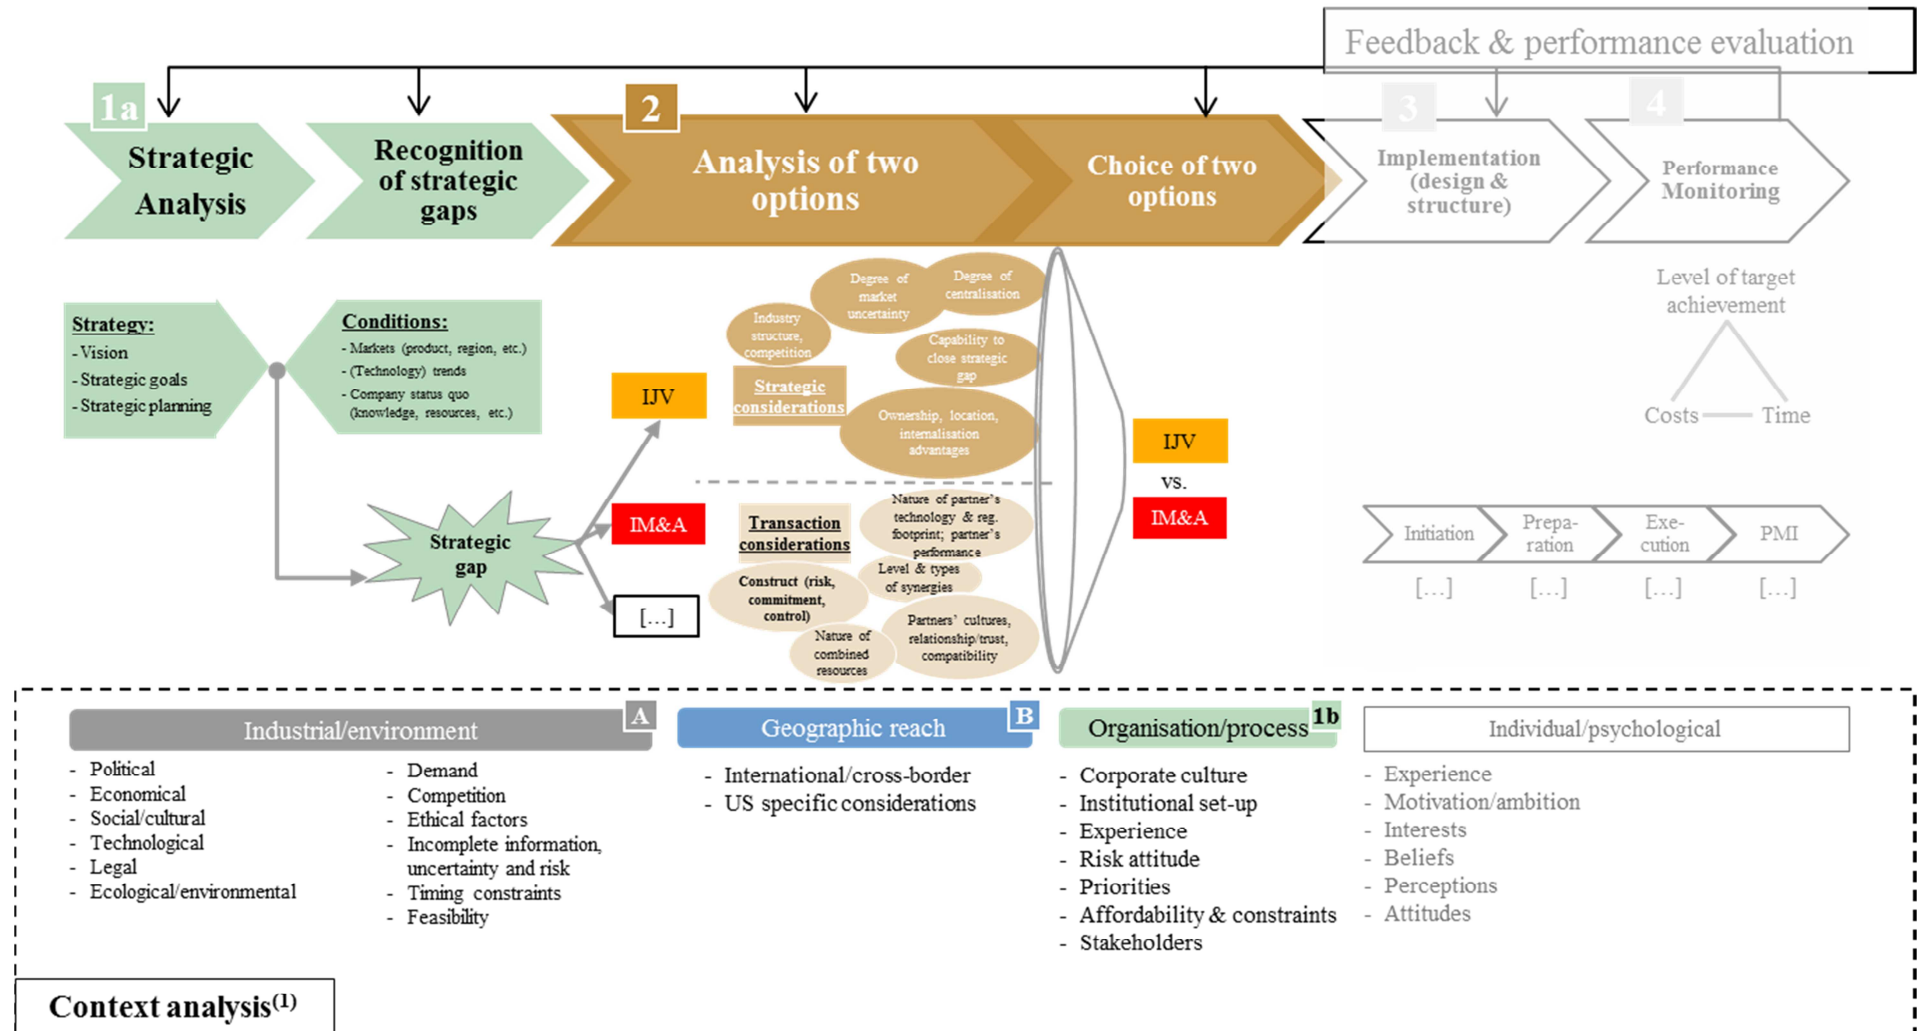 Feedback & performance evaluation
1a
2
3
4
Strategic
Analysis
Recognition
of strategic
gaps
Analysis of two
options
Choice of two
options
Implementation
(design &
structure)
Performance
Monitoring
Strategy:
- Vision
- Strategic goals
- Strategic planning
Conditions:
- Markets (product, region, etc.)
- (Technology) trends
- Company status quo
(knowledge, resources, etc.)
Strategic
gap
IJV
IM&A
[...]
Industry
structure,
competition
Degree of
market
uncertainty
Degree of
centralisation
Capability to
close strategic
gap
Strategic
considerations
Ownership, location,
internalisation
advantages
Transaction
considerations
Nature of partner's
technology & reg.
footprint; partner's
performance
Level & types
of synergies
Construct (risk,
commitment,
control)
Nature of
combined
resources
Partners' cultures,
relationship/trust,
compatibility
IJV
vs.
IM&A
Level of target
achievement
Costs
Time
Initiation
Prepa-
ration
Exe-
cution
PMI
[...]
[...]
[...]
[...]
Industrial/environment
A
- Political
- Economical
- Social/cultural
- Technological
- Legal
- Ecological/environmental
- Demand
- Competition
- Ethical factors
- Incomplete information,
uncertainty and risk
- Timing constraints
- Feasibility
Geographic reach
B
- International/cross-border
- US specific considerations
Organisation/process
1b
- Corporate culture
- Institutional set-up
- Experience
- Risk attitude
- Priorities
- Affordability & constraints
- Stakeholders
Individual/psychological
- Experience
- Motivation/ambition
- Interests
- Beliefs
- Perceptions
- Attitudes
Context analysis(1)